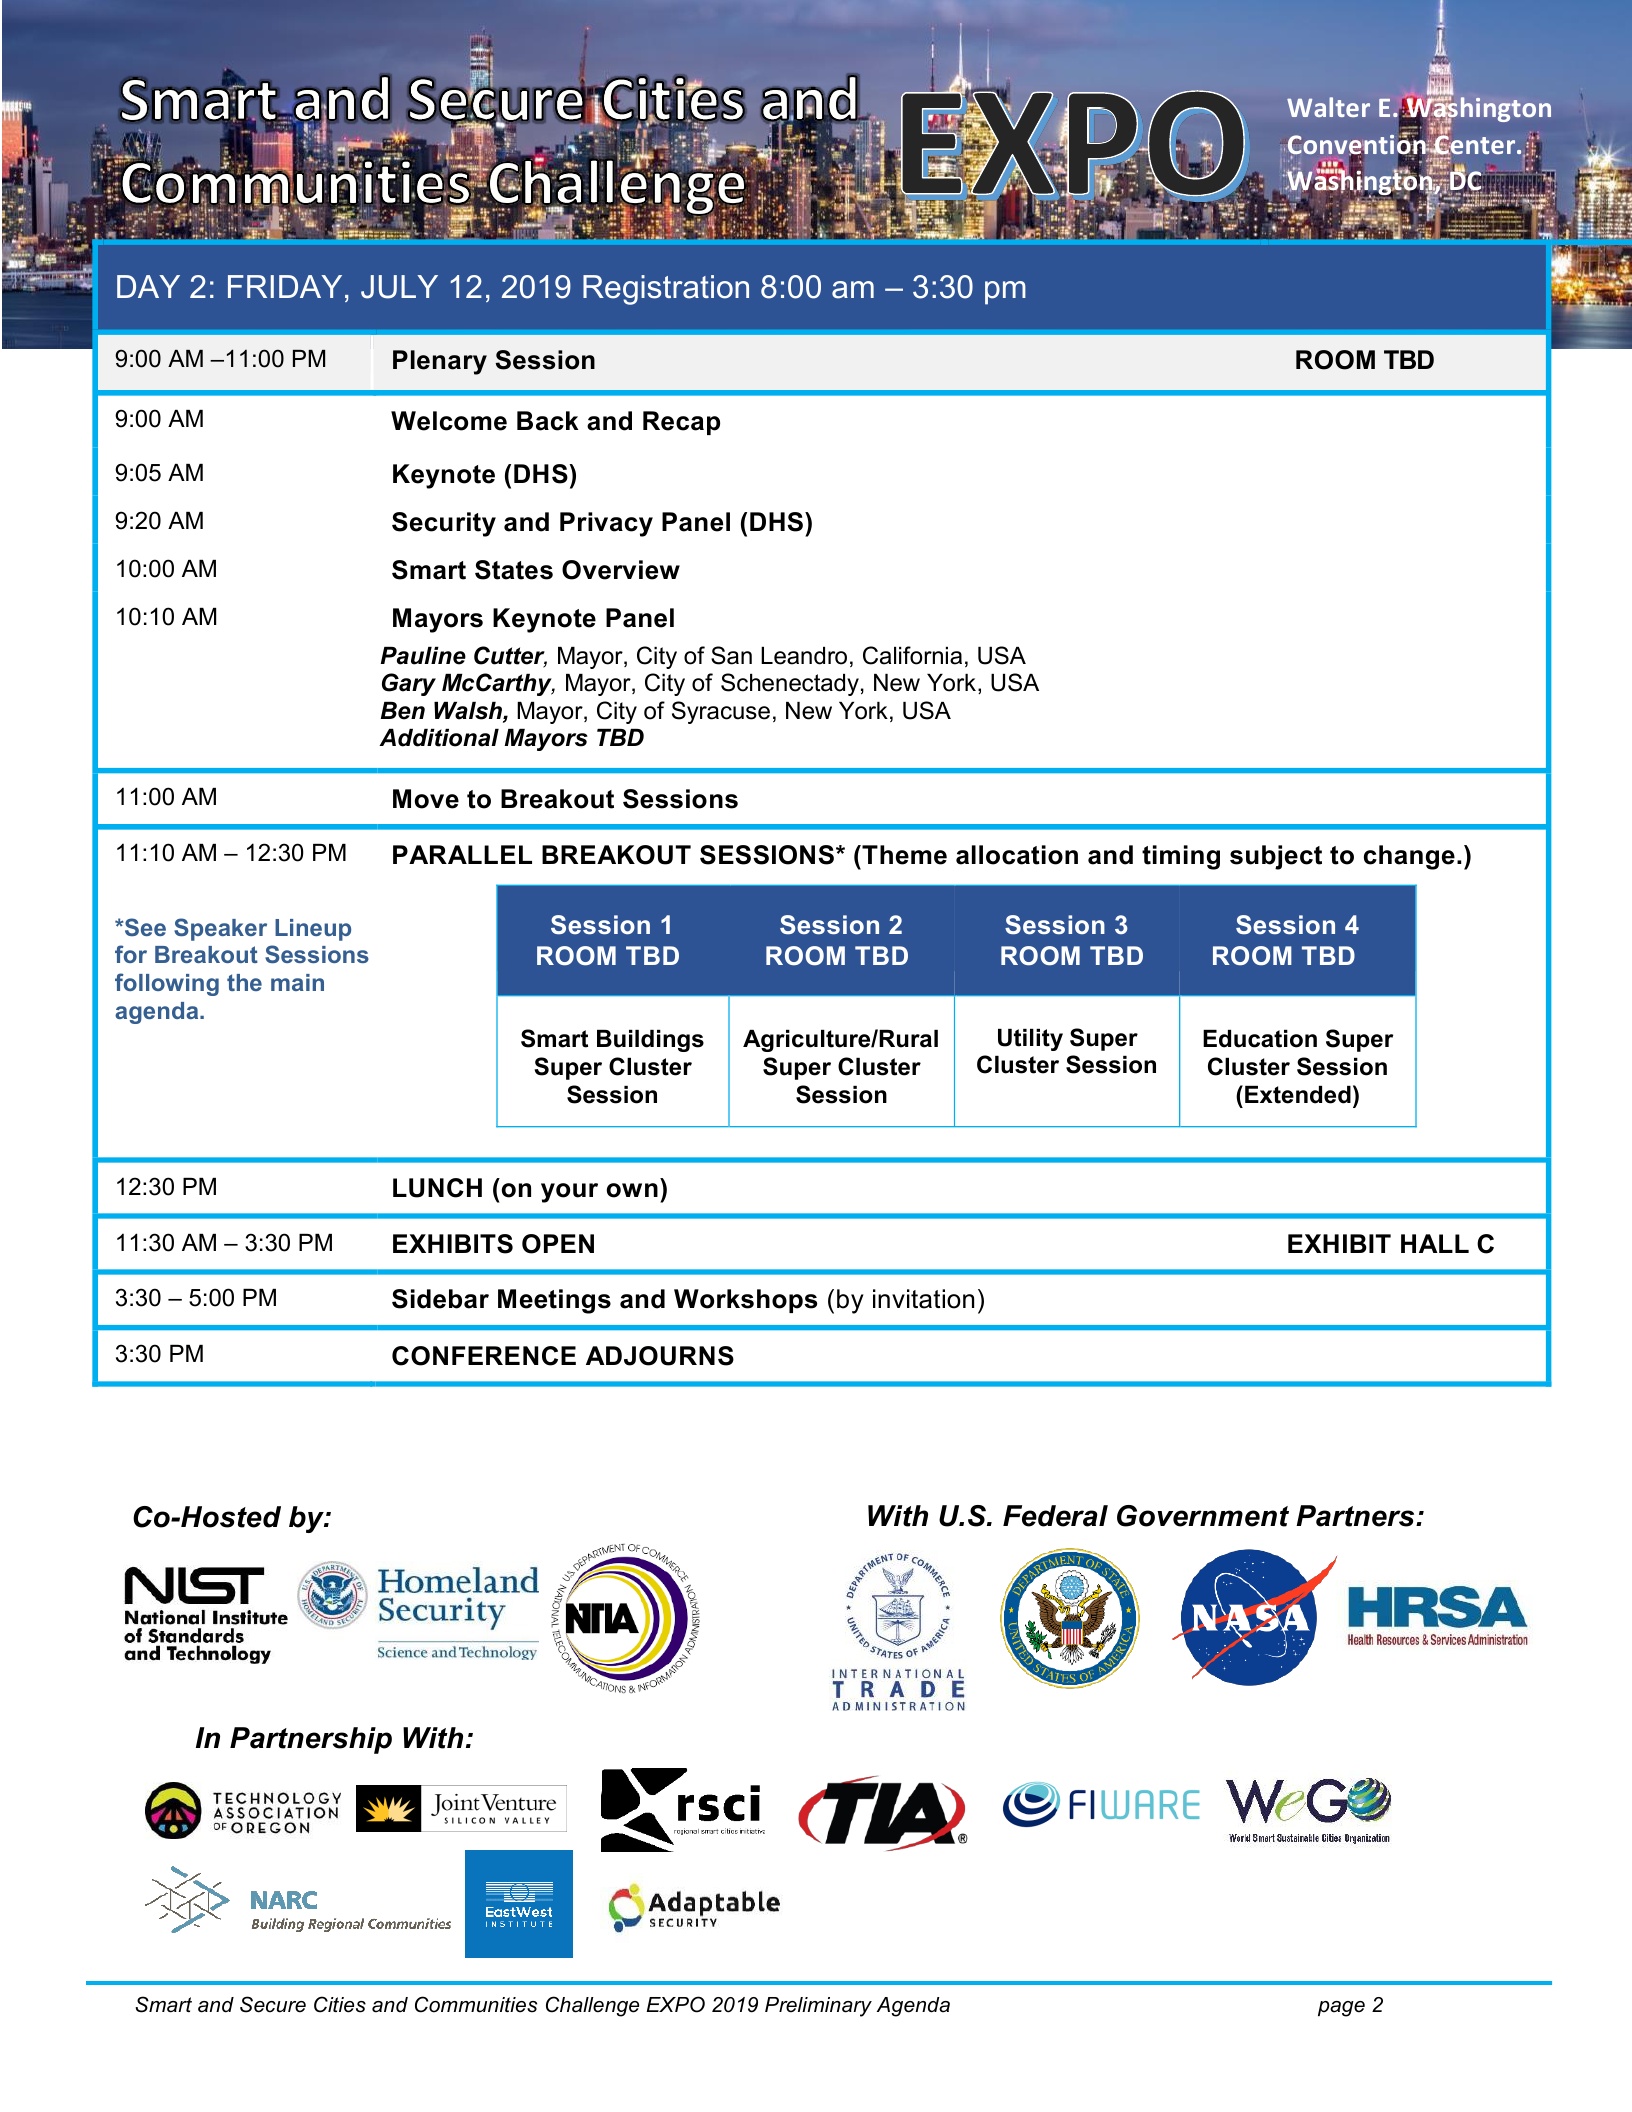 Smart and Secure Cities and
Communities Challenge
EXPO
Walter E. Washington
Convention Center.
Washington, DC
DAY 2: FRIDAY, JULY 12, 2019 Registration 8:00 am – 3:30 pm
9:00 AM –11:00 PM Plenary Session ROOM TBD
9:00 AM Welcome Back and Recap
9:05 AM Keynote (DHS)
9:20 AM Security and Privacy Panel (DHS)
10:00 AM Smart States Overview
10:10 AM Mayors Keynote Panel
Pauline Cutter, Mayor, City of San Leandro, California, USA
Gary McCarthy, Mayor, City of Schenectady, New York, USA
Ben Walsh, Mayor, City of Syracuse, New York, USA
Additional Mayors TBD
11:00 AM Move to Breakout Sessions
11:10 AM – 12:30 PM PARALLEL BREAKOUT SESSIONS* (Theme allocation and timing subject to change.)
*See Speaker Lineup
for Breakout Sessions
following the main
agenda.
Session 1 Session 2 Session 3 Session 4
ROOM TBD ROOM TBD ROOM TBD ROOM TBD
Smart Buildings
Super Cluster
Session
Agriculture/Rural
Super Cluster
Session
Utility Super
Cluster Session
Education Super
Cluster Session
(Extended)
12:30 PM LUNCH (on your own)
11:30 AM – 3:30 PM EXHIBITS OPEN EXHIBIT HALL C
3:30 – 5:00 PM Sidebar Meetings and Workshops (by invitation)
3:30 PM CONFERENCE ADJOURNS
Co-Hosted by:
NIST
National Institute
of Standards
and Technology
U.S. DEPARTMENT OF
HOMELAND SECURITY
Homeland
Security
Science and Technology
U.S. DEPARTMENT OF COMMERCE
NATIONAL TELECOMMUNICATIONS & INFORMATION ADMINISTRATION
NTIA
With U.S. Federal Government Partners:
DEPARTMENT OF COMMERCE
UNITED STATES OF AMERICA
INTERNATIONAL
TRADE
ADMINISTRATION
DEPARTMENT OF STATE
UNITED STATES OF AMERICA
NASA
HRSA
Health Resources & Services Administration
In Partnership With:
TECHNOLOGY
ASSOCIATION
OF OREGON
Joint Venture
SILICON VALLEY
rsci
regional smart cities initiative
TIA®
FIWARE
WeGO
World Smart Sustainable Cities Organization
NARC
Building Regional Communities
EastWest
INSTITUTE
Adaptable
SECURITY
Smart and Secure Cities and Communities Challenge EXPO 2019 Preliminary Agenda page 2